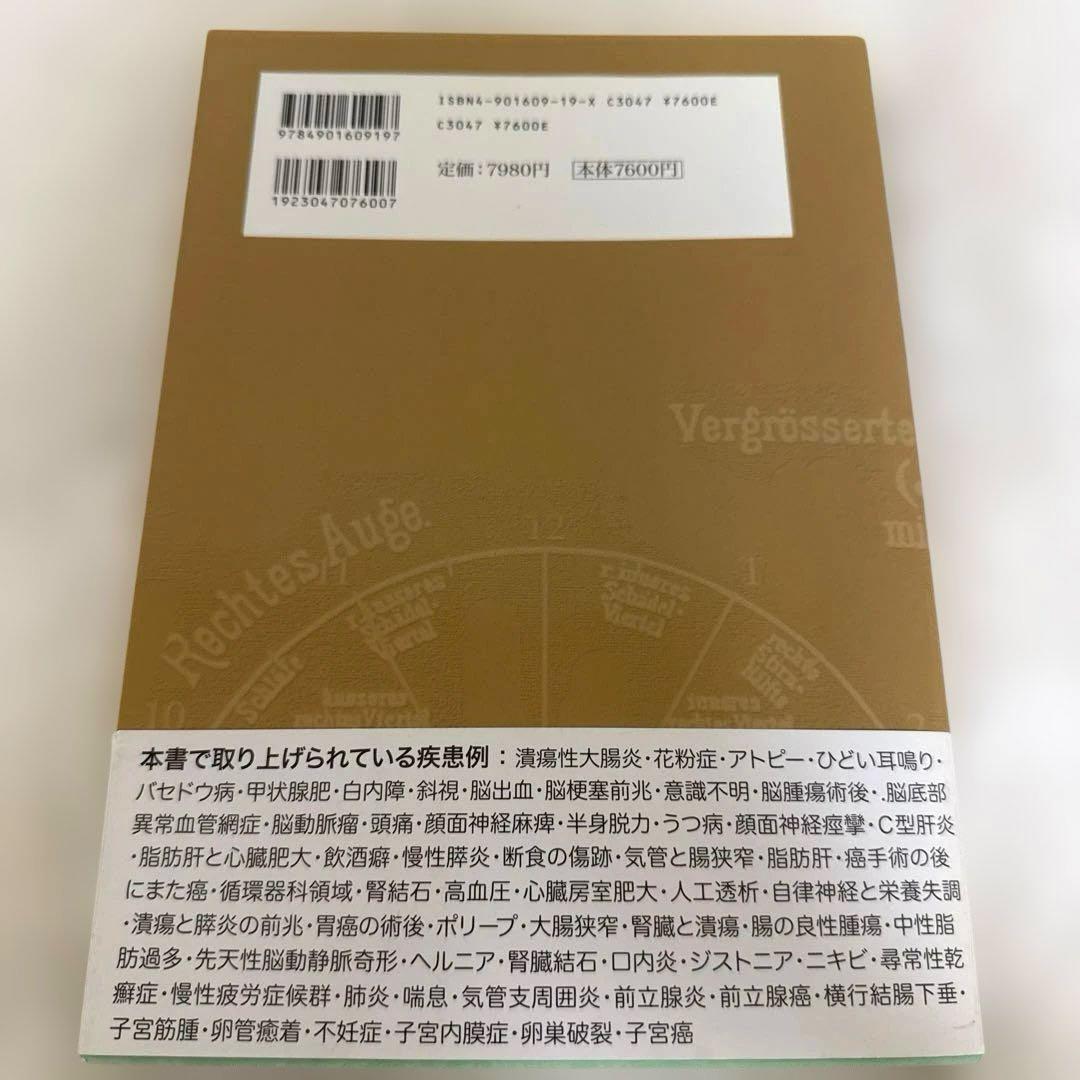 ISBN4-901609-19-X C3047 ¥7600E
9784901609197
C3047 ¥7600E
1923047076007
定価：7980円 本体7600円
Vergrösserte
mi
Rechtes Auge.
12
11
1
10
2
本書で取り上げられている疾患例：潰瘍性大腸炎・花粉症・アトピー・ひどい耳鳴り・
バセドウ病・甲状腺肥・白内障・斜視・脳出血・脳梗塞前兆・意識不明・脳腫瘍術後・.脳底部
異常血管網症・脳動脈瘤・頭痛・顔面神経麻痺・半身脱力・うつ病・顔面神経痙攣・C型肝炎
・脂肪肝と心臓肥大・飲酒癖・慢性膵炎・断食の傷跡・気管と腸狭窄・脂肪肝・癌手術の後
にまた癌・循環器科領域・腎結石・高血圧・心臓房室肥大・人工透析・自律神経と栄養失調
・潰瘍と膵炎の前兆・胃癌の術後・ポリープ・大腸狭窄・腎臓と潰瘍・腸の良性腫瘍・中性脂
肪過多・先天性脳動静脈奇形・ヘルニア・腎臓結石・口内炎・ジストニア・ニキビ・尋常性乾
癬症・慢性疲労症候群・肺炎・喘息・気管支周囲炎・前立腺炎・前立腺癌・横行結腸下垂・
子宮筋腫・卵管癒着・不妊症・子宮内膜症・卵巣破裂・子宮癌